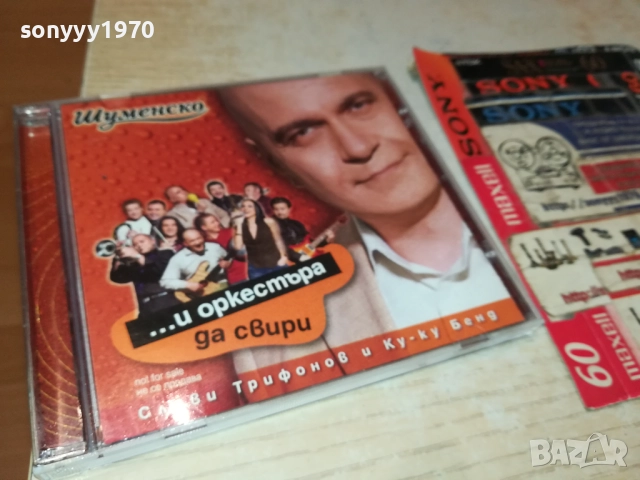 sonyyy1970
Шуменско
...и оркестъра
да свири
not for sale
не се продава
Слави Трифонов и Ку-ку Бенд
SONY
maxell
60
SONY
SONY
maxell
BAZAR
.bg